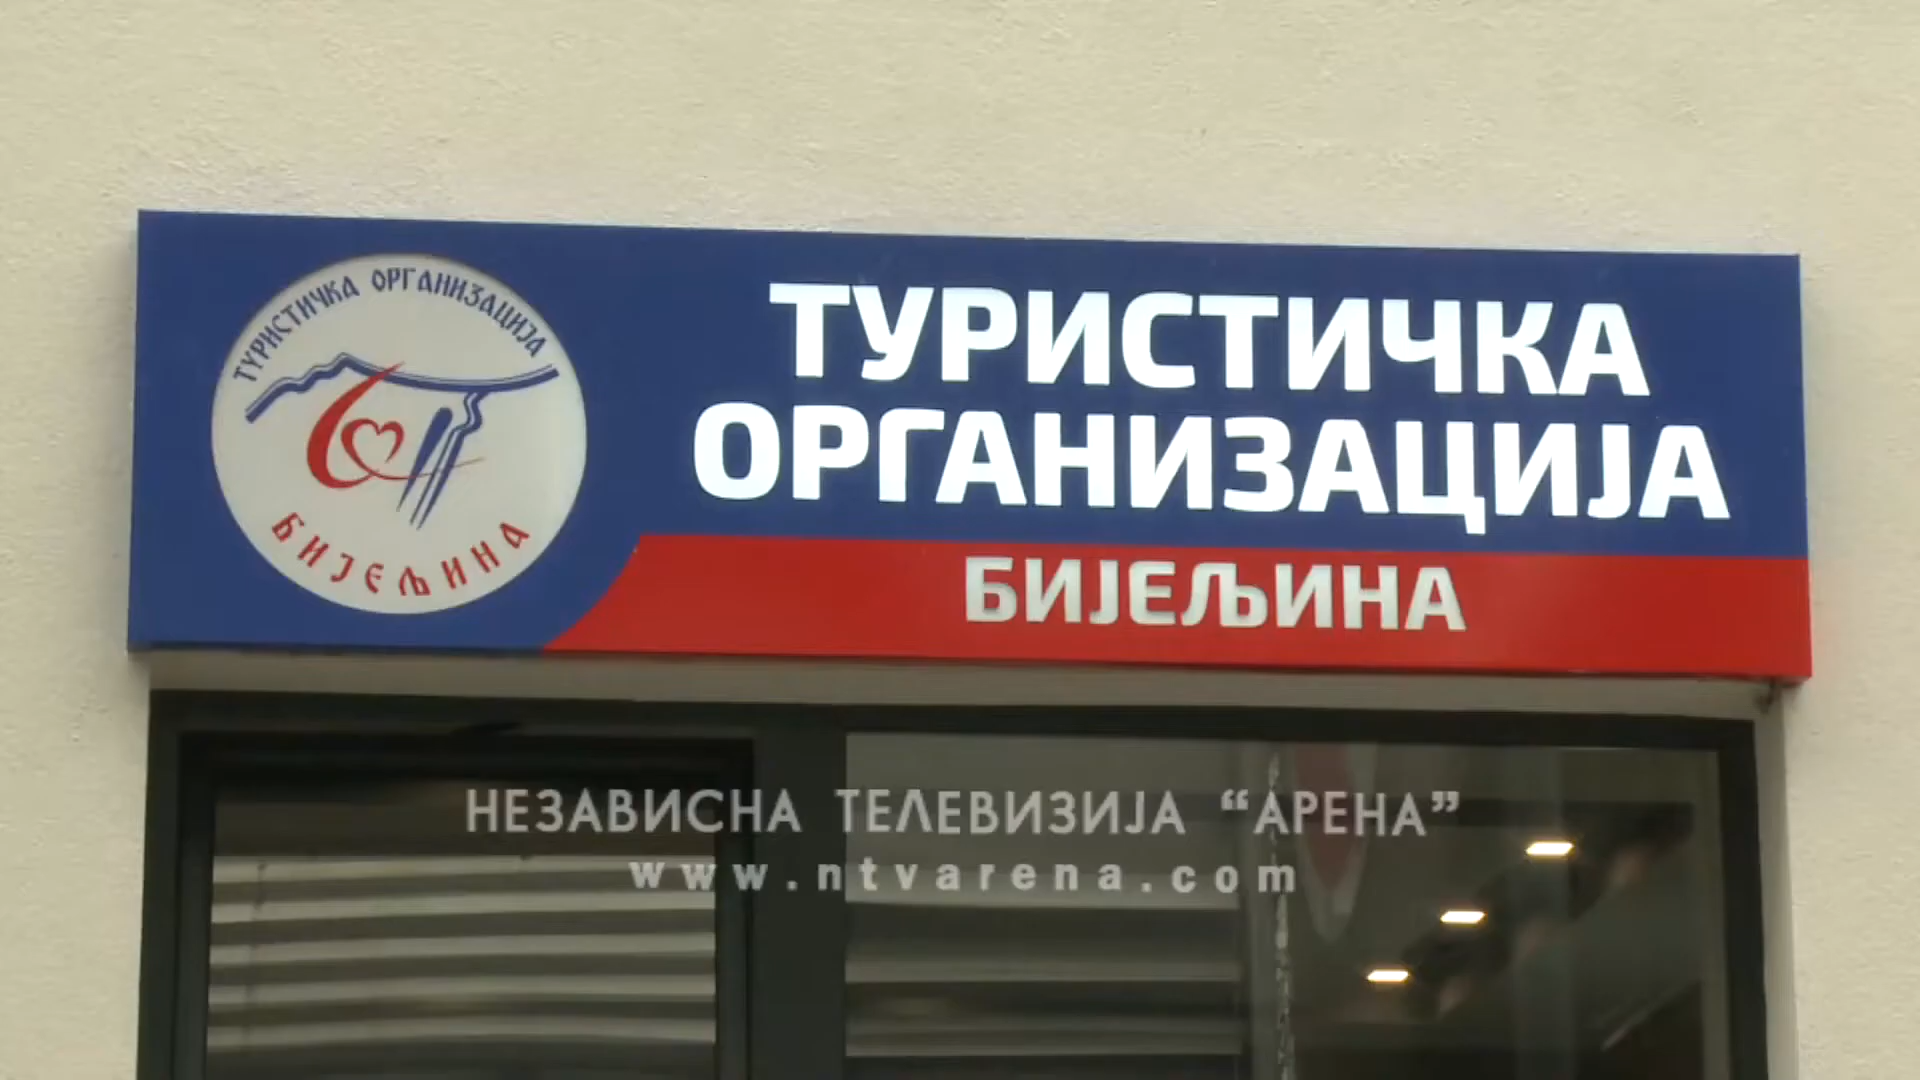 ТУРИСТИЧКА ОРГАНИЗАЦИЈА
БИЈЕЉИНА
ТУРИСТИЧКА
ОРГАНИЗАЦИЈА
БИЈЕЉИНА
НЕЗАВИСНА ТЕЛЕВИЗИЈА “АРЕНА”
www.ntvarena.com